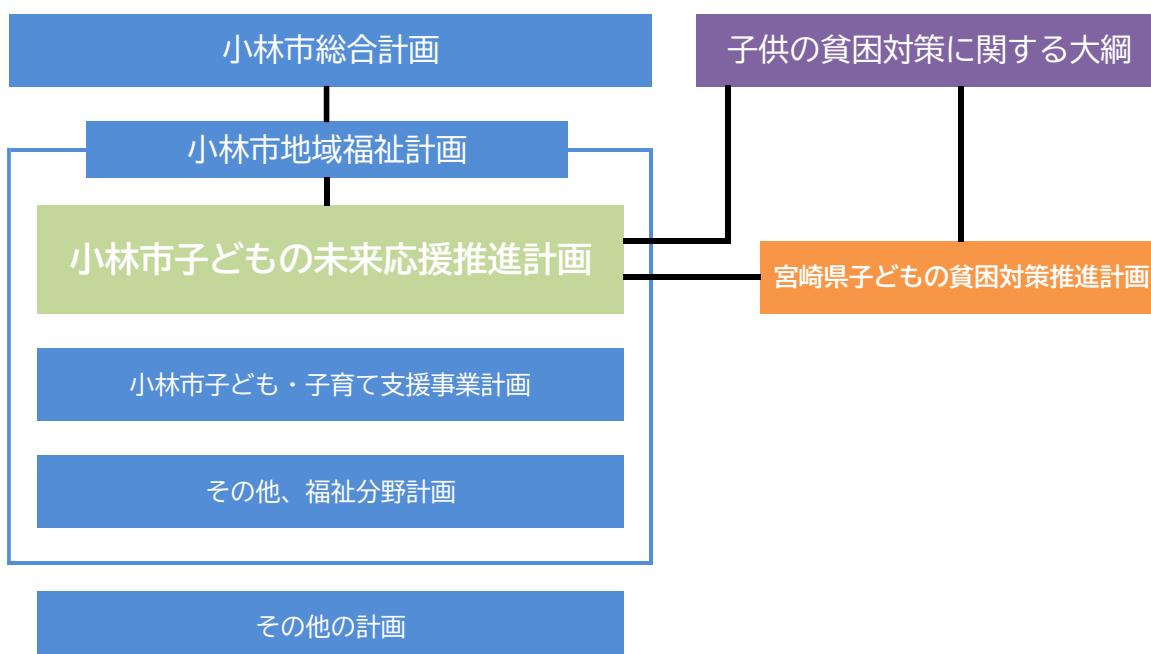 小林市総合計画
子供の貧困対策に関する大綱
小林市地域福祉計画
小林市子どもの未来応援推進計画
宮崎県子どもの貧困対策推進計画
小林市子ども・子育て支援事業計画
その他、福祉分野計画
その他の計画